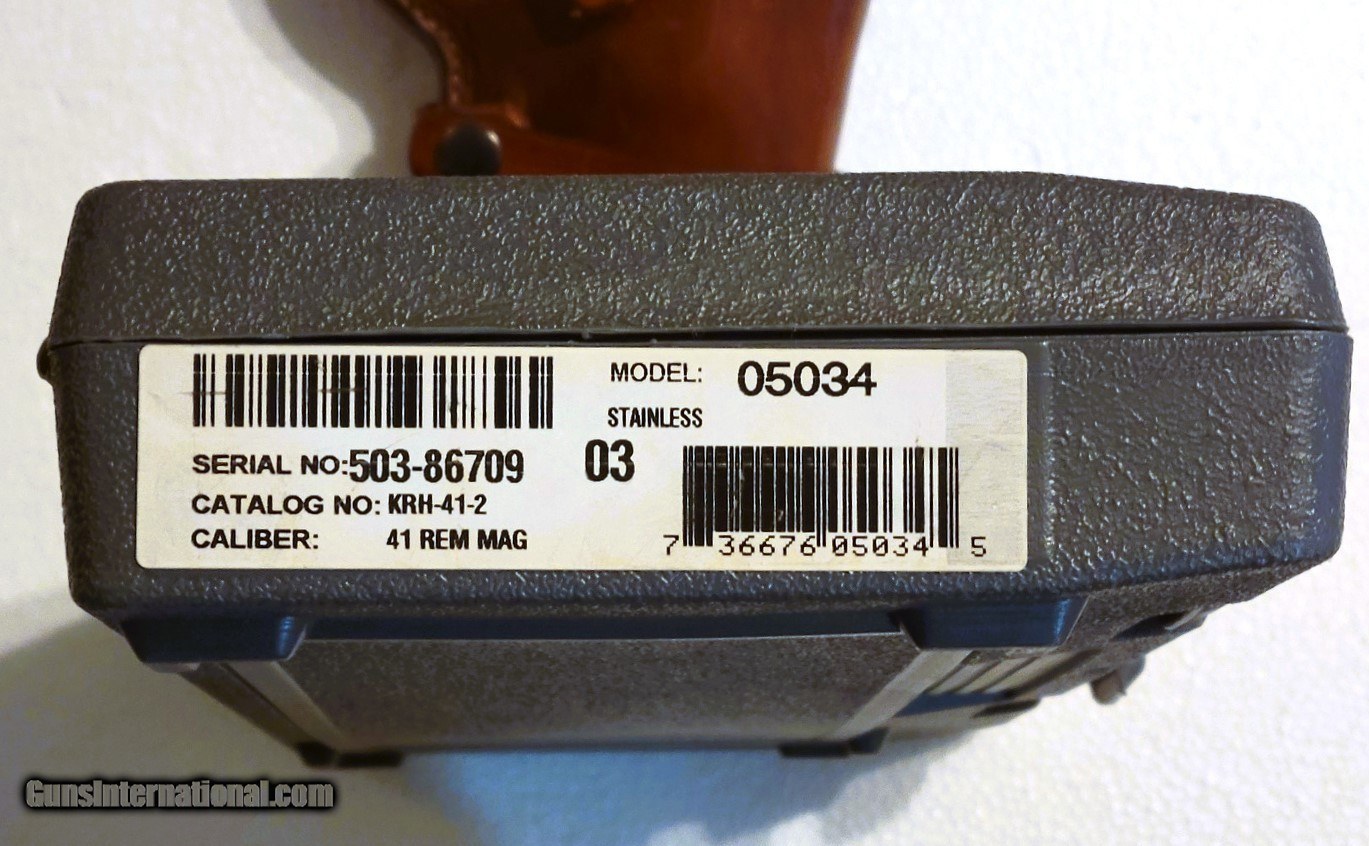 MODEL: 05034
STAINLESS
SERIAL NO:503-86709 03
CATALOG NO: KRH-41-2
CALIBER: 41 REM MAG
7 36676 05034 5
GunsInternational.com